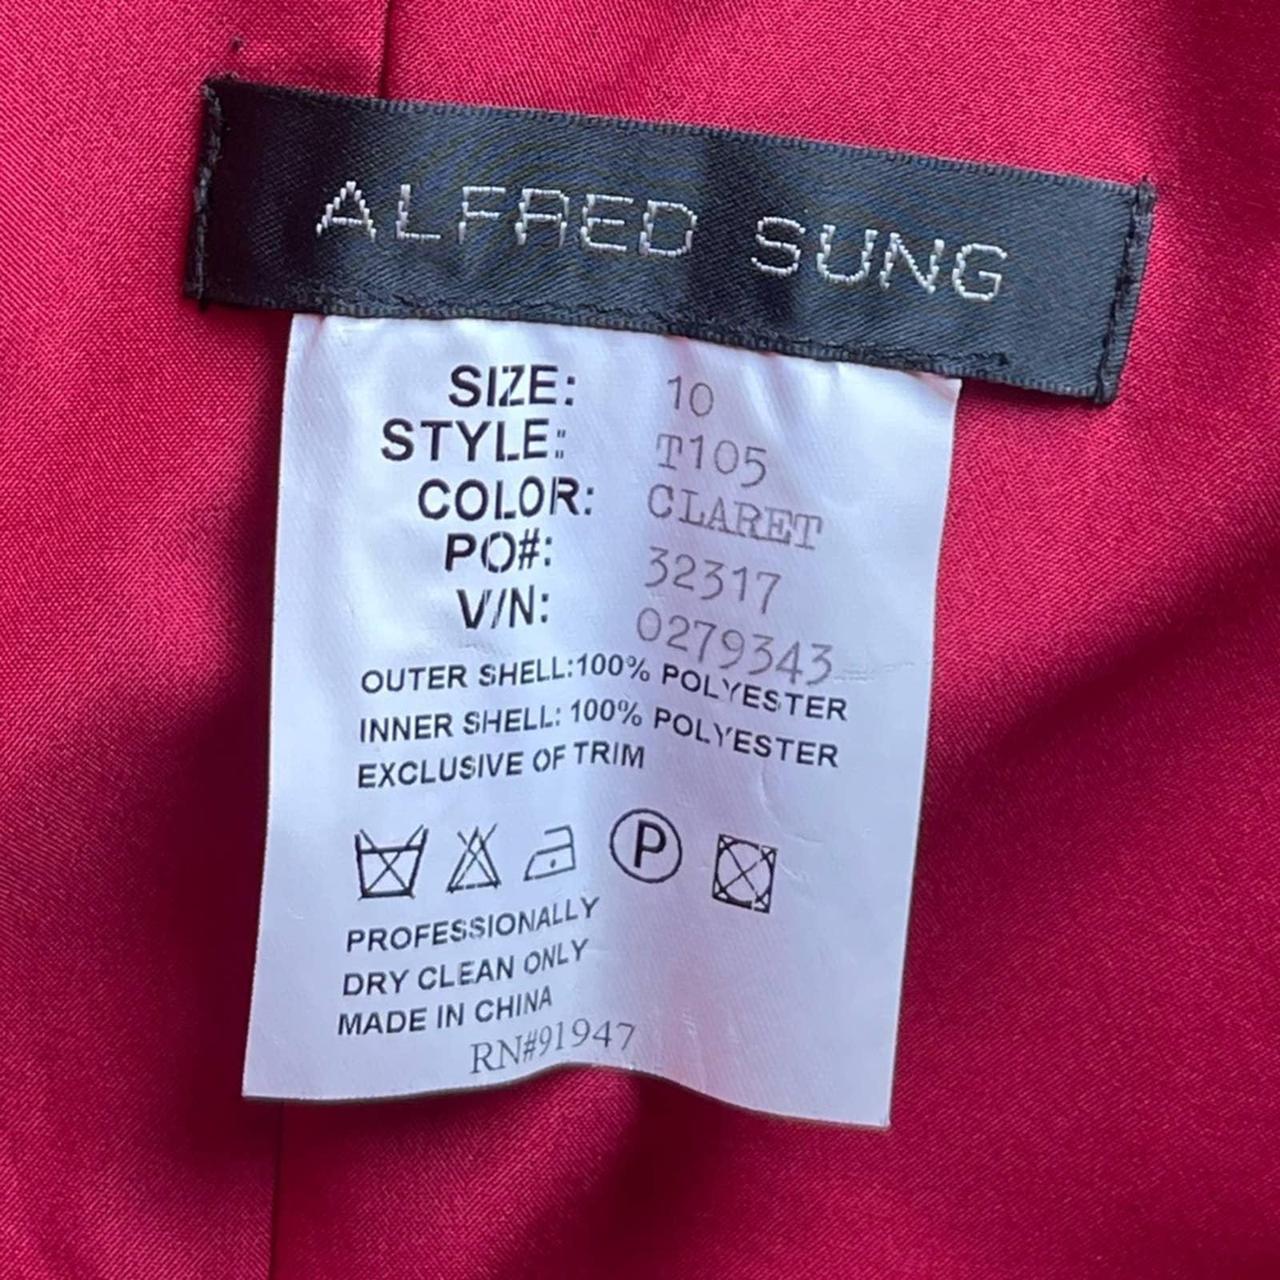 ALFRED SUNG
SIZE: 10
STYLE: T105
COLOR: CLARET
PO#: 32317
V/N: 0279343
OUTER SHELL:100% POLYESTER
INNER SHELL: 100% POLYESTER
EXCLUSIVE OF TRIM
P
PROFESSIONALLY
DRY CLEAN ONLY
MADE IN CHINA
RN#91947